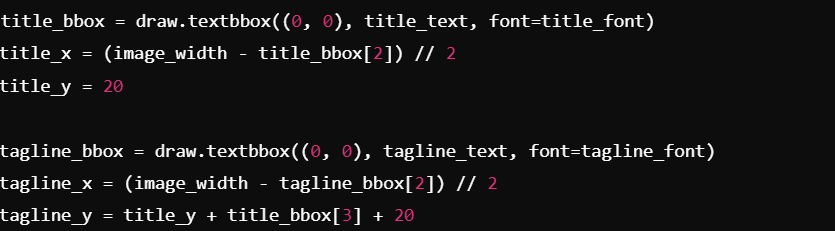 title_bbox = draw.textbbox((0, 0), title_text, font=title_font)
title_x = (image_width - title_bbox[2]) // 2
title_y = 20
tagline_bbox = draw.textbbox((0, 0), tagline_text, font=tagline_font)
tagline_x = (image_width - tagline_bbox[2]) // 2
tagline_y = title_y + title_bbox[3] + 20